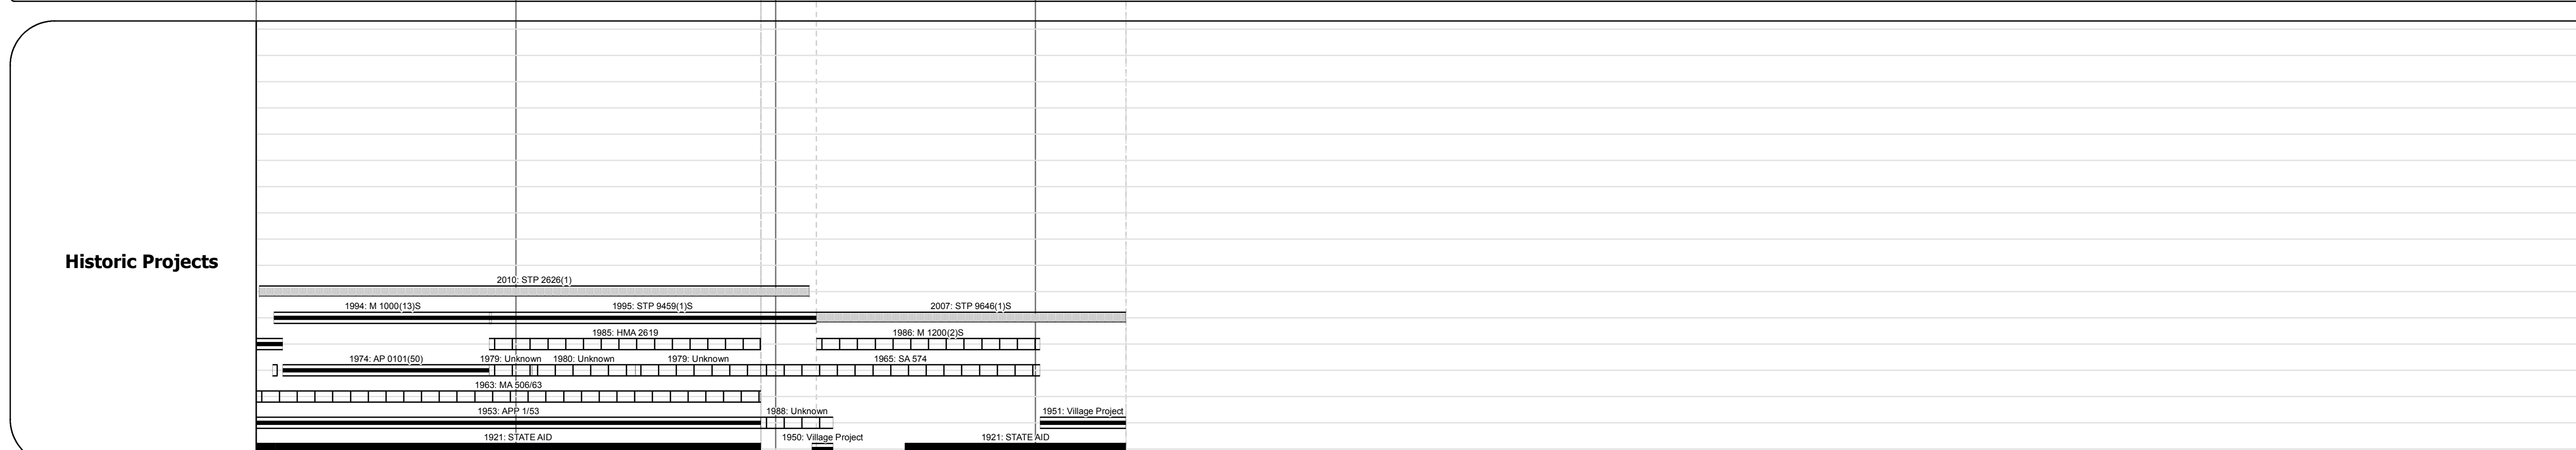 Historic Projects
2010: STP 2626(1)
1994: M 1000(13)S 1995: STP 9459(1)S 2007: STP 9646(1)S
1985: HMA 2619 1986: M 1200(2)S
1974: AP 0101(50) 1979: Unknown 1980: Unknown 1979: Unknown 1965: SA 574
1963: MA 506/63
1953: APP 1/53 1988: Unknown 1951: Village Project
1921: STATE AID 1950: Village Project 1921: STATE AID